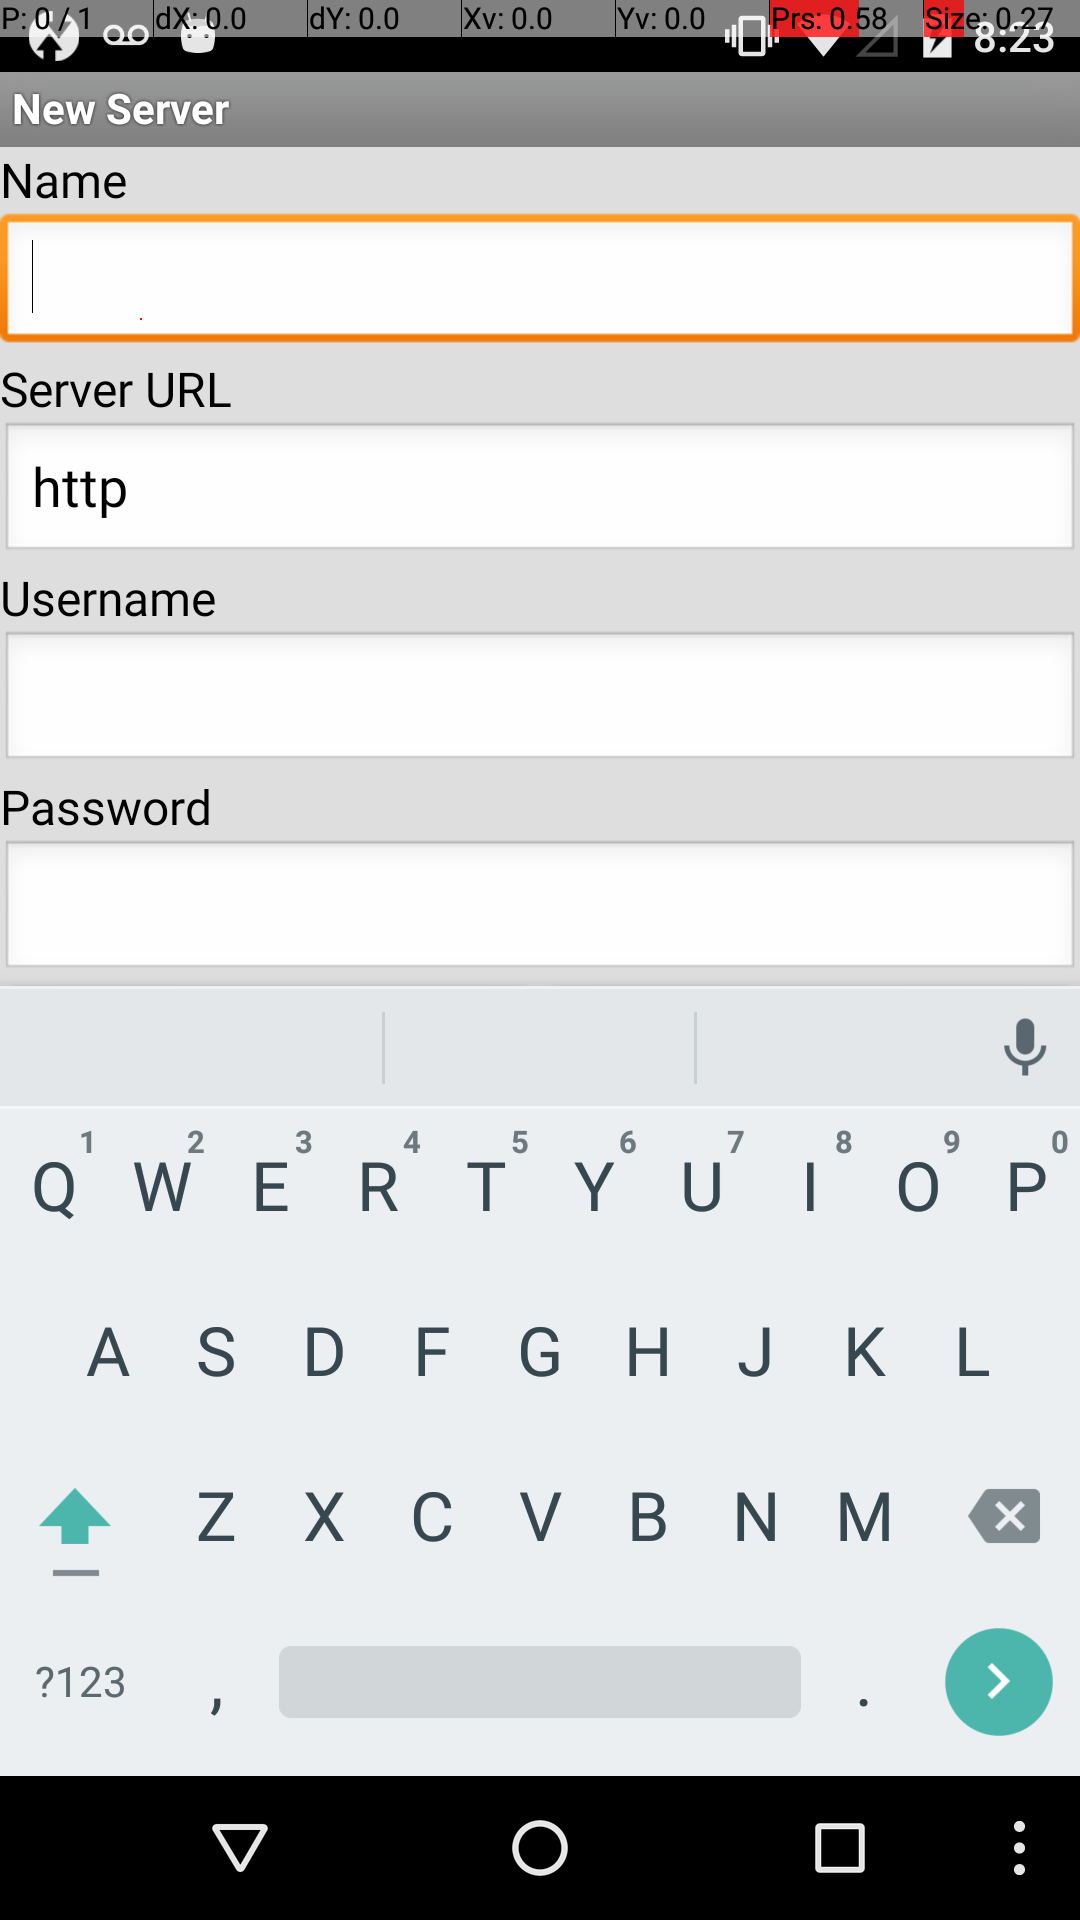 P: 0 / 1 dX: 0.0 dY: 0.0 Xv: 0.0 Yv: 0.0 Prs: 0.58 Size: 0.27
8:23
New Server
Name
Server URL
http
Username
Password
1 2 3 4 5 6 7 8 9 0
Q W E R T Y U I O P
A S D F G H J K L
Z X C V B N M
?123 , .